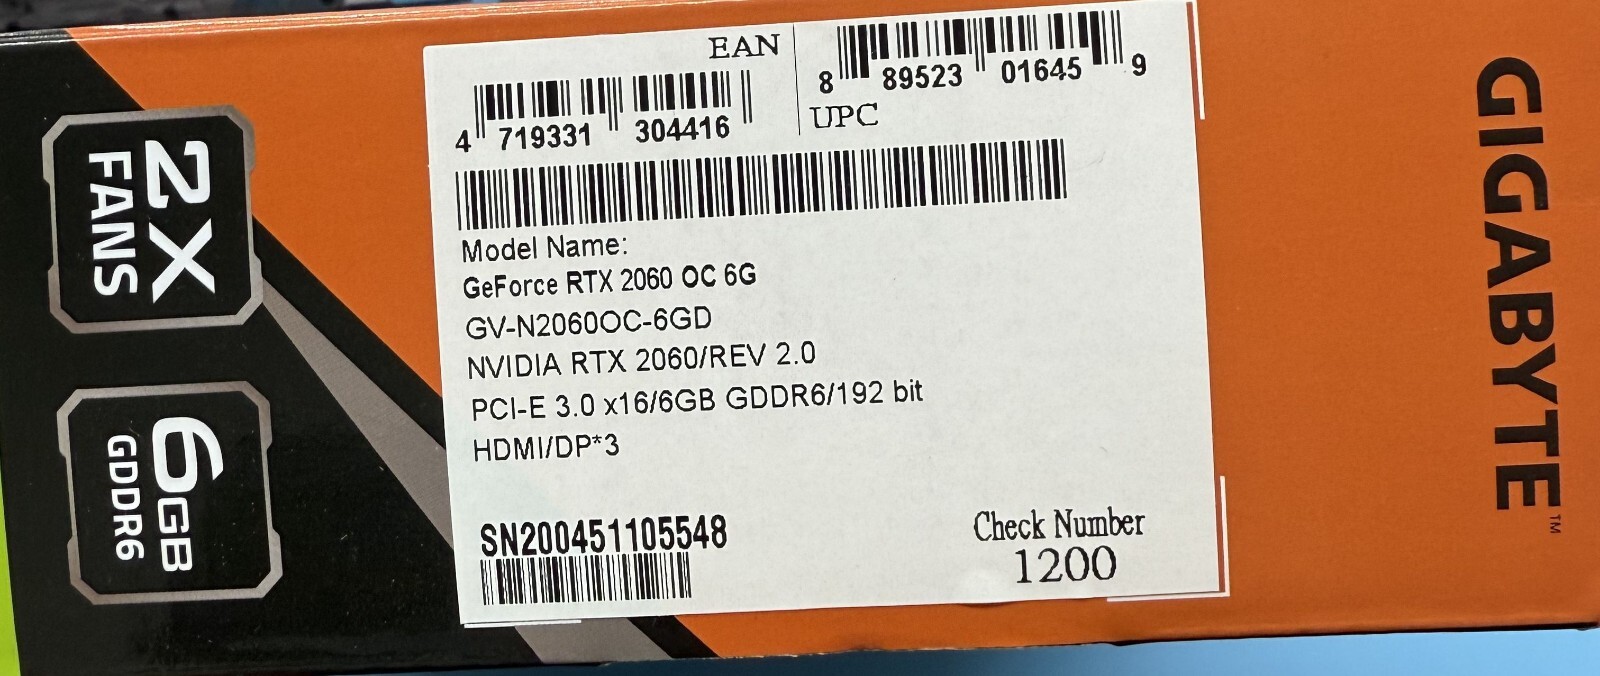 2X
FANS
6GB
GDDR6
EAN
4 719331 304416
8 89523 01645 9
UPC
Model Name:
GeForce RTX 2060 OC 6G
GV-N2060OC-6GD
NVIDIA RTX 2060/REV 2.0
PCI-E 3.0 x16/6GB GDDR6/192 bit
HDMI/DP*3
SN200451105548
Check Number
1200
GIGABYTE™